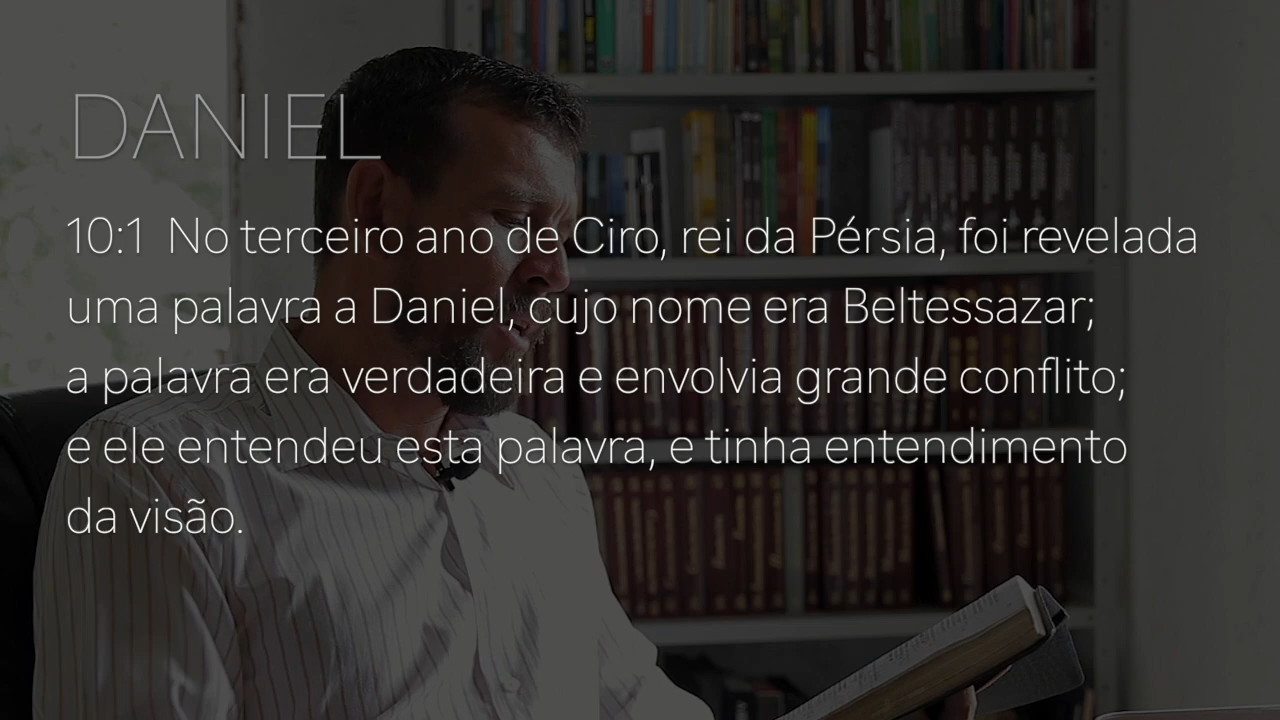 DANIEL
10:1 No terceiro ano de Ciro, rei da Pérsia, foi revelada
uma palavra a Daniel, cujo nome era Beltessazar;
a palavra era verdadeira e envolvia grande conflito;
e ele entendeu esta palavra, e tinha entendimento
da visão.